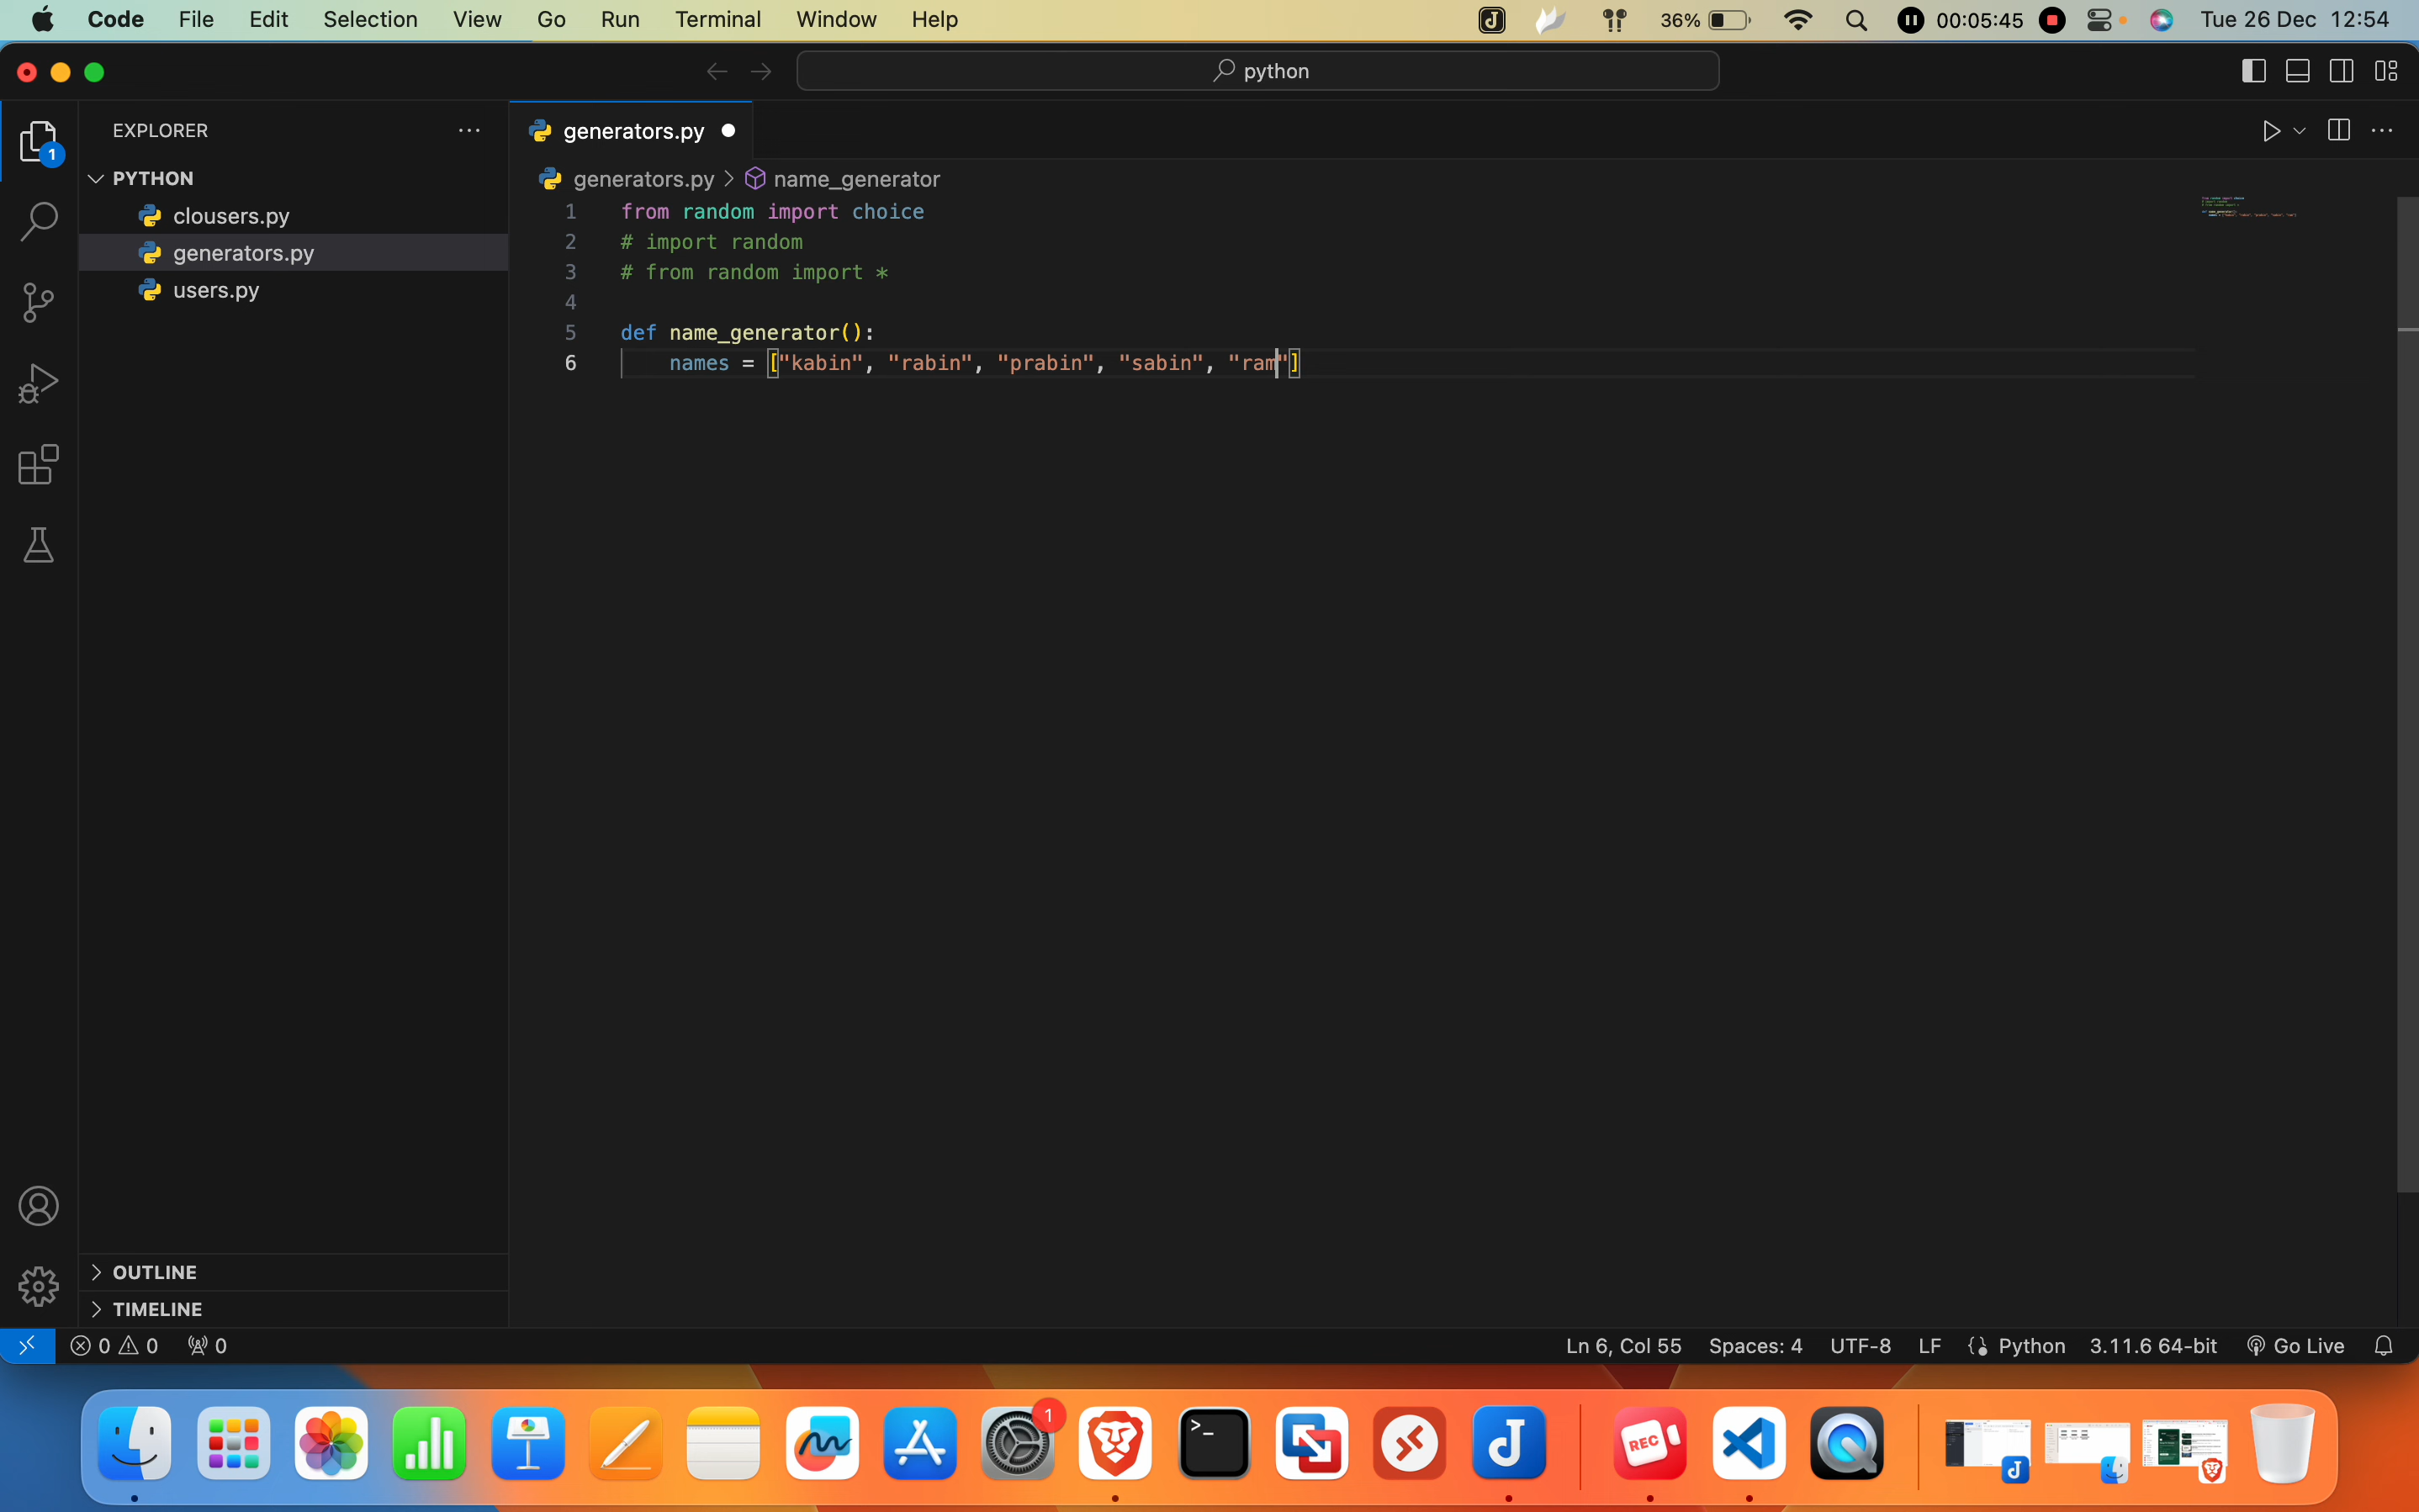 Code File Edit Selection View Go Run Terminal Window Help 36% 00:05:45 Tue 26 Dec 12:54
python
EXPLORER
1
PYTHON
clousers.py
generators.py
users.py
generators.py
generators.py > name_generator
1 from random import choice
2 # import random
3 # from random import *
4
5 def name_generator():
6 names = ["kabin", "rabin", "prabin", "sabin", "ram"]
OUTLINE
TIMELINE
0 0 0 Ln 6, Col 55 Spaces: 4 UTF-8 LF Python 3.11.6 64-bit Go Live
1
REC